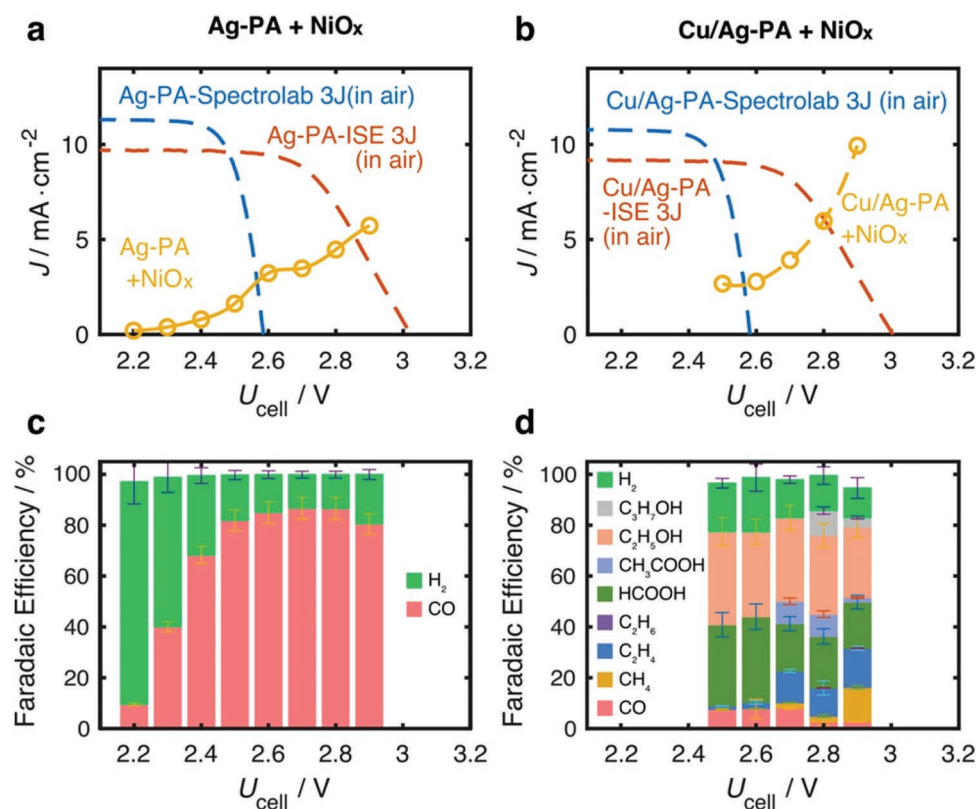 a
Ag-PA + NiOx
b
Cu/Ag-PA + NiOx
Ag-PA-Spectrolab 3J(in air)
Ag-PA-ISE 3J
(in air)
Ag-PA
+NiOx
J / mA · cm-2
10
5
0
2.2 2.4 2.6 2.8 3 3.2
Ucell / V
Cu/Ag-PA-Spectrolab 3J (in air)
Cu/Ag-PA
-ISE 3J
(in air)
Cu/Ag-PA
+NiOx
J / mA · cm-2
10
5
0
2.2 2.4 2.6 2.8 3 3.2
Ucell / V
c
d
Faradaic Efficiency / %
100
80
60
40
20
0
H2
CO
2.2 2.4 2.6 2.8 3 3.2
Ucell / V
Faradaic Efficiency / %
100
80
60
40
20
0
H2
C3H7OH
C2H5OH
CH3COOH
HCOOH
C2H6
C2H4
CH4
CO
2.2 2.4 2.6 2.8 3 3.2
Ucell / V